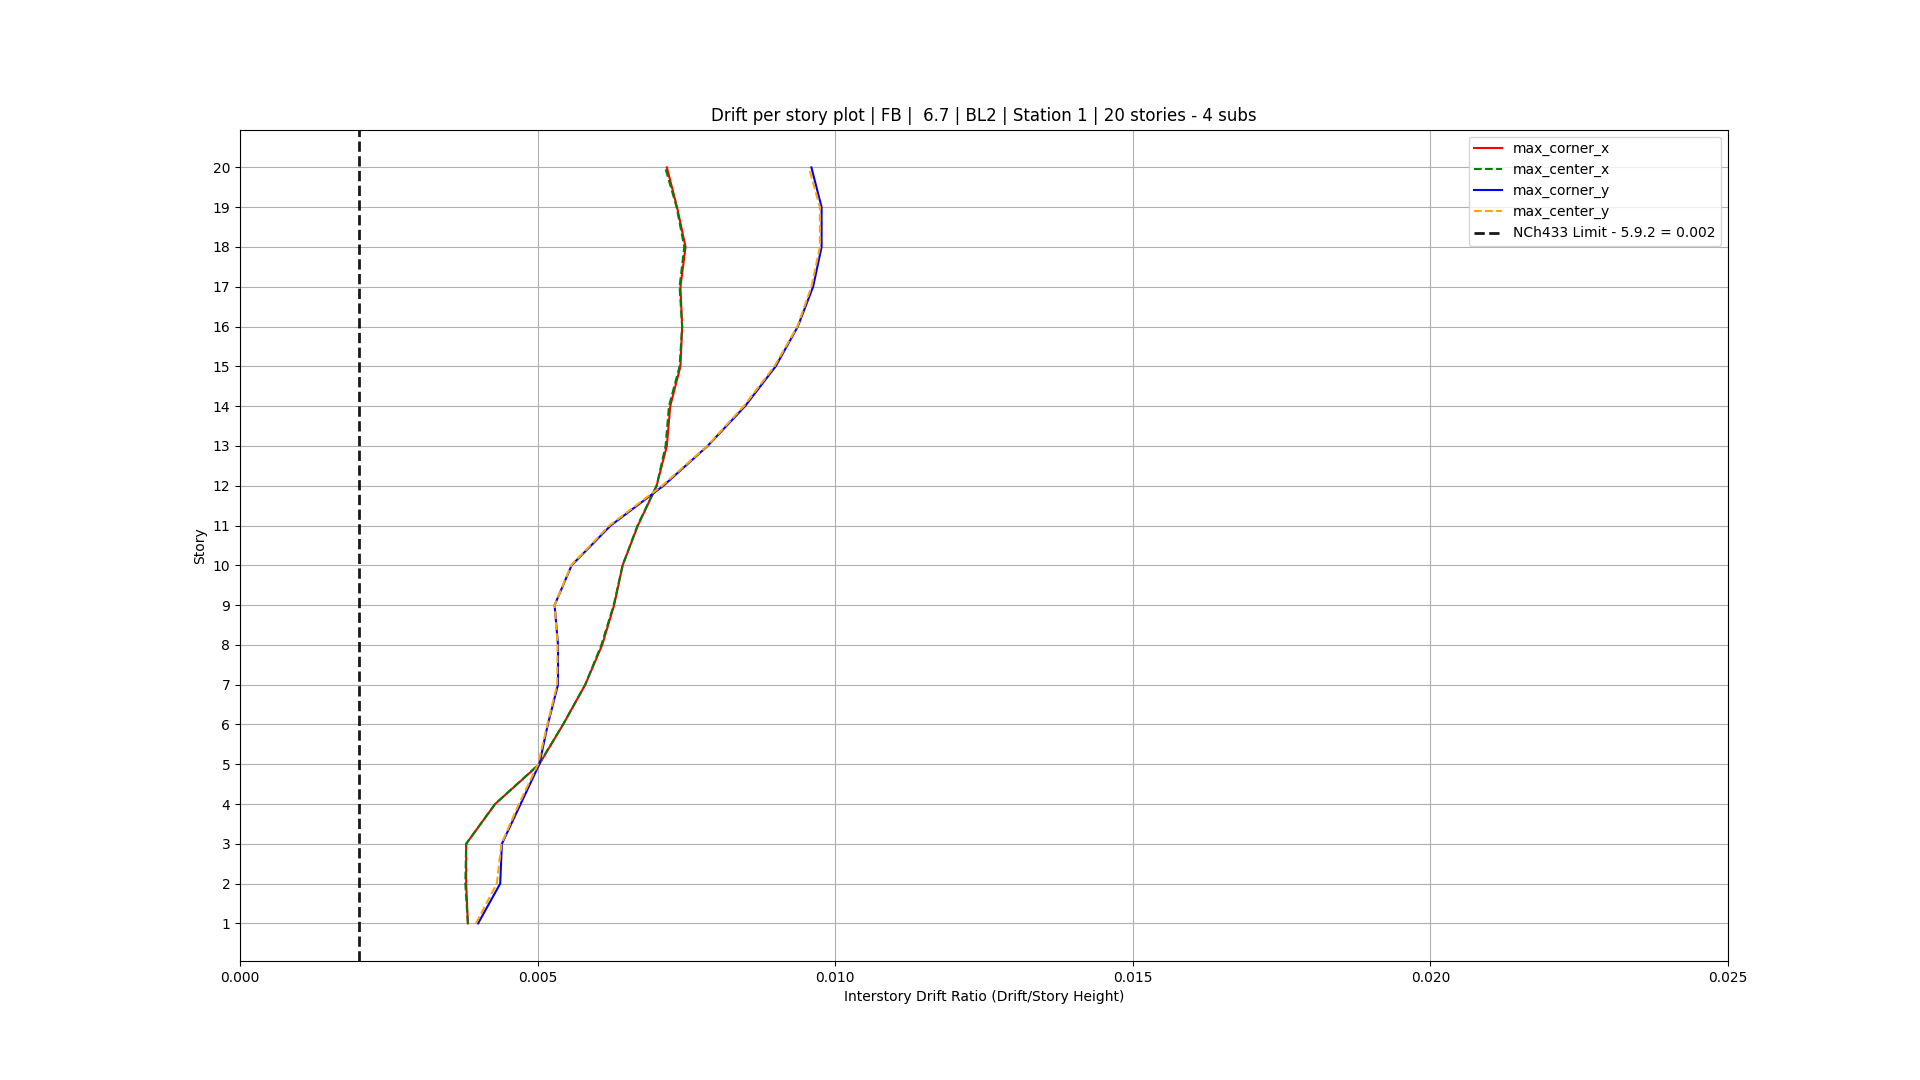 Drift per story plot | FB |  6.7 | BL2 | Station 1 | 20 stories - 4 subs
max_corner_x
max_center_x
max_corner_y
max_center_y
NCh433 Limit - 5.9.2 = 0.002
Story
20
19
18
17
16
15
14
13
12
11
10
9
8
7
6
5
4
3
2
1
0.000 0.005 0.010 0.015 0.020 0.025
Interstory Drift Ratio (Drift/Story Height)